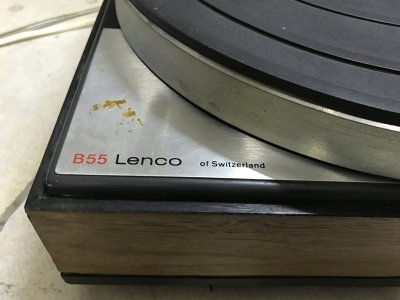 B55 Lenco of Switzerland